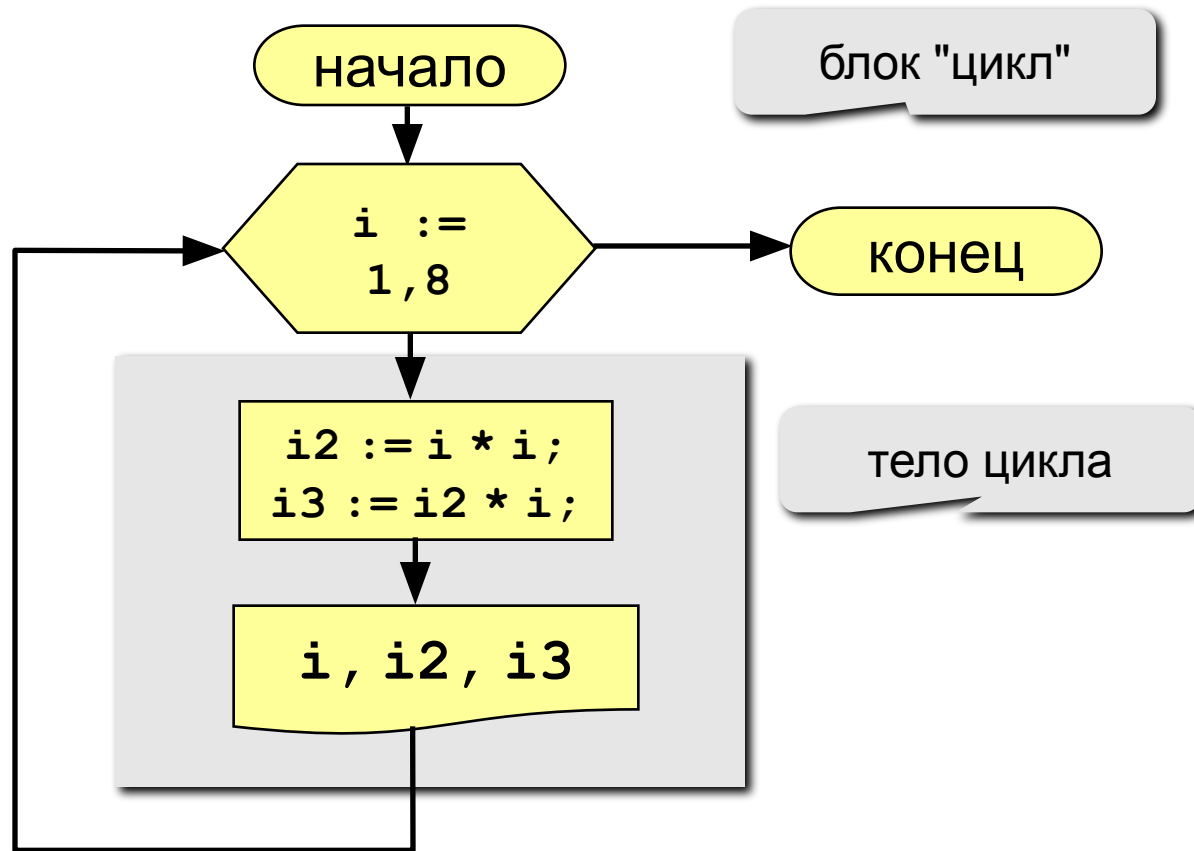 начало
блок "цикл"
i :=
1,8
конец
i2 := i * i;
i3 := i2 * i;
тело цикла
i, i2, i3